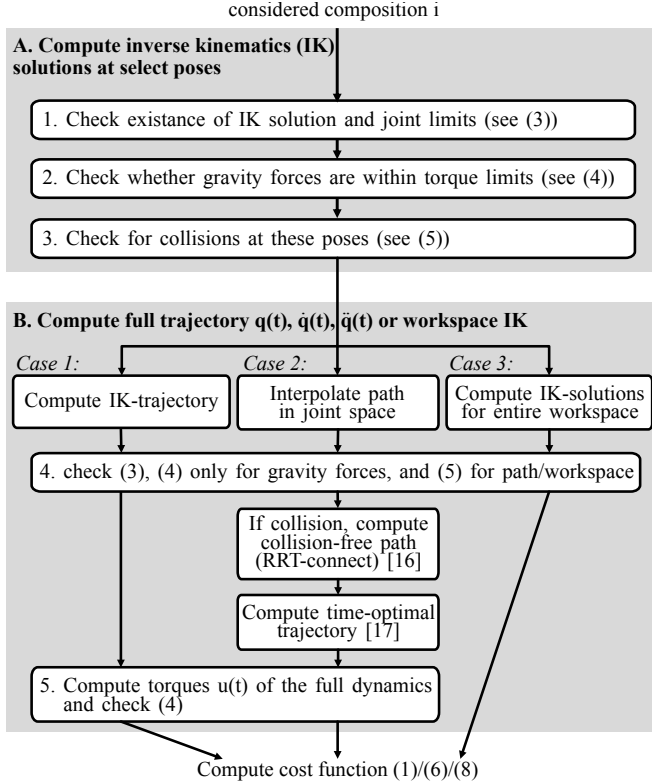 considered composition i
A. Compute inverse kinematics (IK)
solutions at select poses
1. Check existance of IK solution and joint limits (see (3))
2. Check whether gravity forces are within torque limits (see (4))
3. Check for collisions at these poses (see (5))
B. Compute full trajectory q(t), q̇(t), q̈(t) or workspace IK
Case 1:
Case 2:
Case 3:
Compute IK-trajectory
Interpolate path
in joint space
Compute IK-solutions
for entire workspace
4. check (3), (4) only for gravity forces, and (5) for path/workspace
If collision, compute
collision-free path
(RRT-connect) [16]
Compute time-optimal
trajectory [17]
5. Compute torques u(t) of the full dynamics
and check (4)
Compute cost function (1)/(6)/(8)